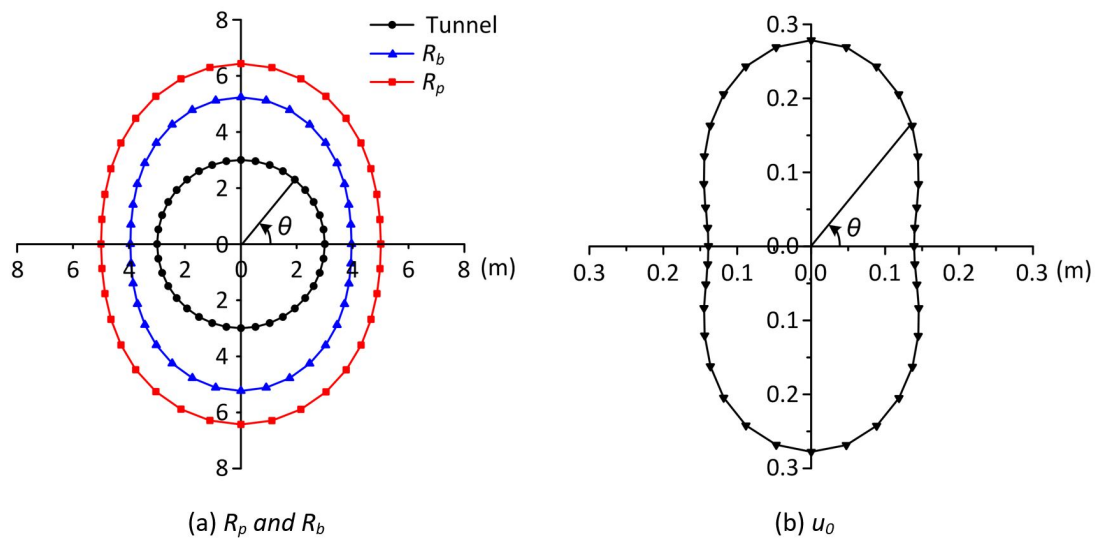 Tunnel
R_b
R_p
8
6
4
2
0
2
4
6
8
8 6 4 2 0 2 4 6 8 (m)
θ
(a) R_p and R_b
0.3
0.2
0.1
0.0
0.1
0.2
0.3
0.3 0.2 0.1 0.0 0.1 0.2 0.3 (m)
θ
(b) u_0